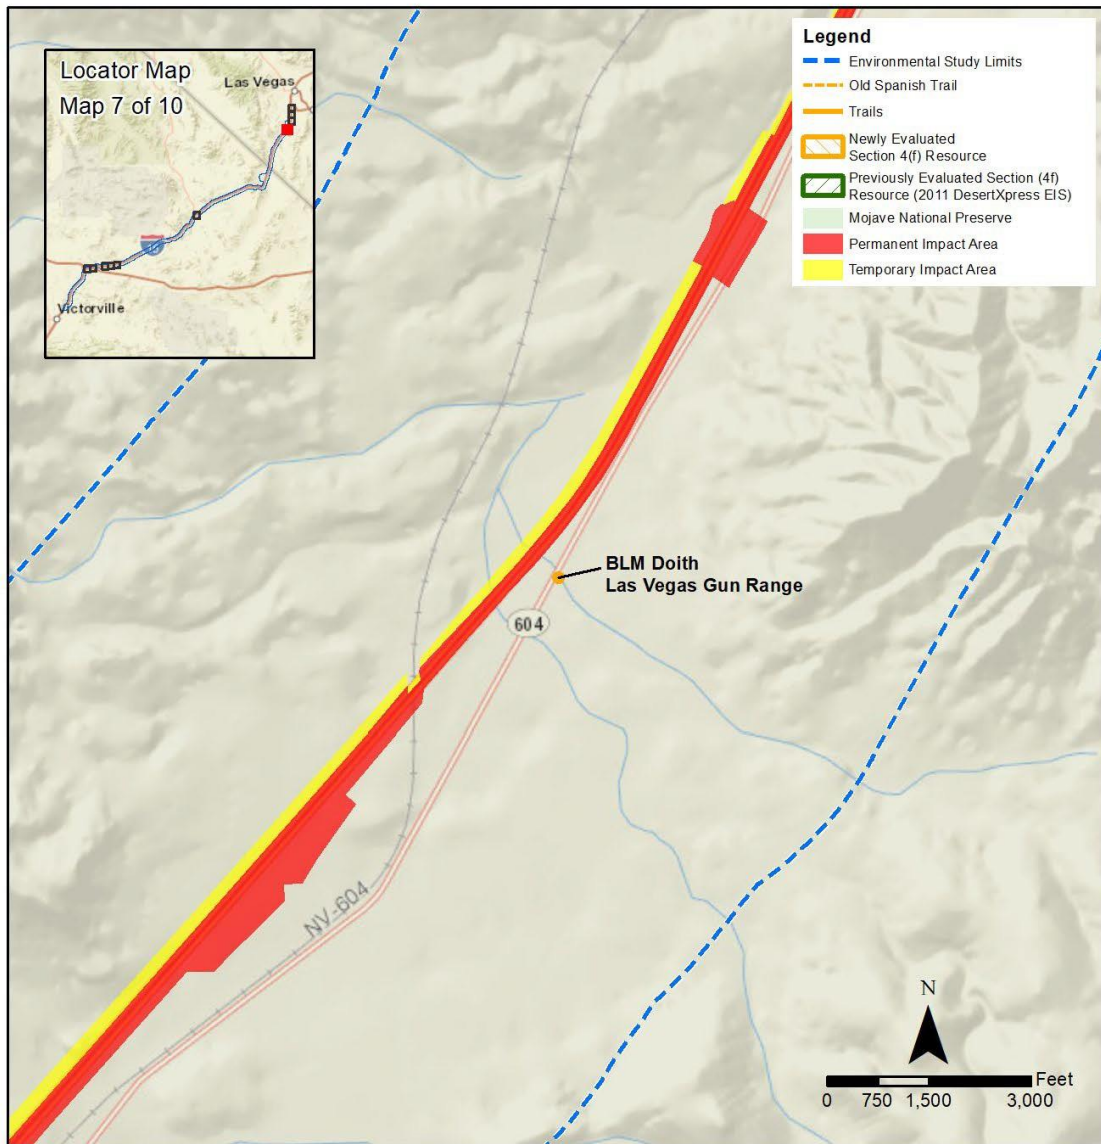 Locator Map
Map 7 of 10
Las Vegas
15
Victorville
Legend
Environmental Study Limits
Old Spanish Trail
Trails
Newly Evaluated
Section 4(f) Resource
Previously Evaluated Section (4f)
Resource (2011 DesertXpress EIS)
Mojave National Preserve
Permanent Impact Area
Temporary Impact Area
BLM Doith
Las Vegas Gun Range
604
NV-604
N
Feet
0 750 1,500 3,000